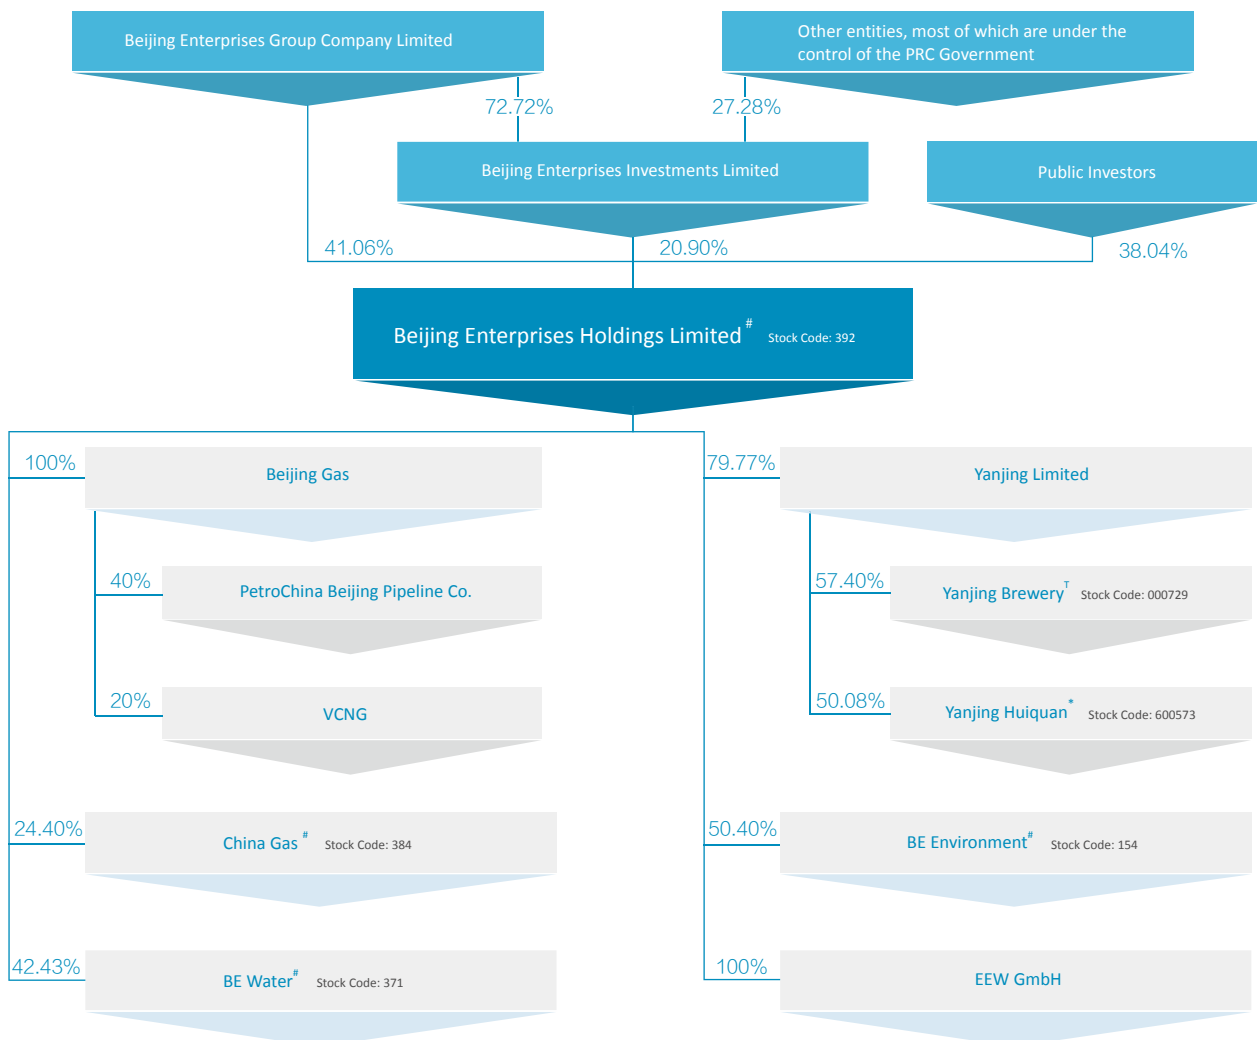 Beijing Enterprises Group Company Limited
Other entities, most of which are under the
control of the PRC Government
72.72%
27.28%
Beijing Enterprises Investments Limited
Public Investors
41.06%
20.90%
38.04%
Beijing Enterprises Holdings Limited # Stock Code: 392
100%
Beijing Gas
79.77%
Yanjing Limited
40%
PetroChina Beijing Pipeline Co.
57.40%
Yanjing Brewery T Stock Code: 000729
20%
VCNG
50.08%
Yanjing Huiquan * Stock Code: 600573
24.40%
China Gas # Stock Code: 384
50.40%
BE Environment # Stock Code: 154
42.43%
BE Water # Stock Code: 371
100%
EEW GmbH